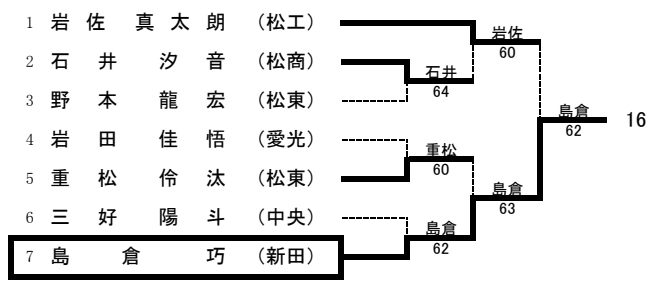 1 岩佐 真太朗 (松工)
岩佐
60
2 石井 汐音 (松商)
石井
64
3 野本 龍宏 (松東)
島倉
62
16
4 岩田 佳悟 (愛光)
重松
60
5 重松 伶汰 (松東)
島倉
63
6 三好 陽斗 (中央)
島倉
62
7 島倉 巧 (新田)